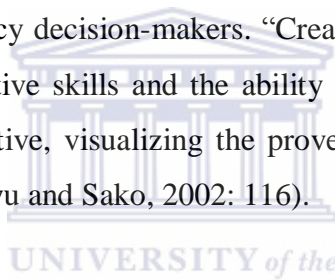 cy decision-makers. “Crea
tive skills and the ability
tive, visualizing the prove
u and Sako, 2002: 116).
UNIVERSITY of the